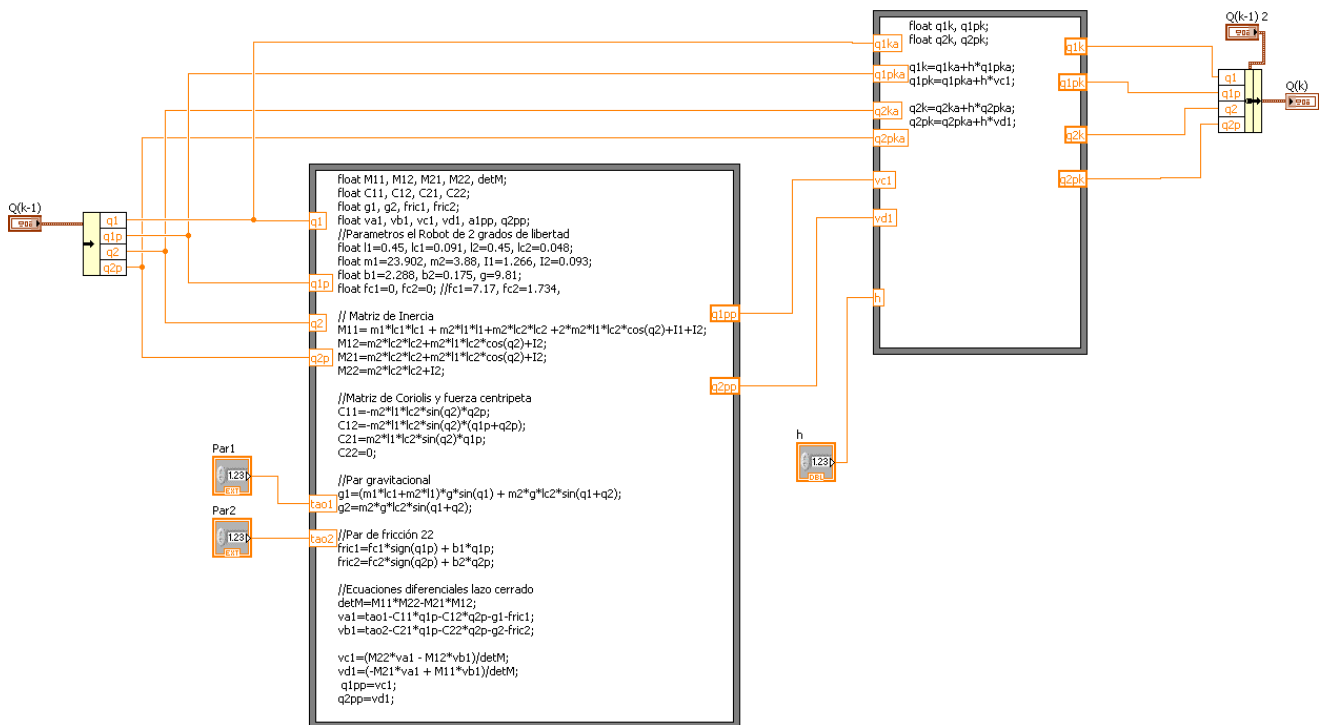 Q(k-1)
q1
q1p
q2
q2p
Par1
1.23
EXT
Par2
1.23
EXT
q1
q1p
q2
q2p
tao1
tao2
float M11, M12, M21, M22, detM;
float C11, C12, C21, C22;
float g1, g2, fric1, fric2;
float va1, vb1, vc1, vd1, a1pp, q2pp;
//Parametros el Robot de 2 grados de libertad
float l1=0.45, lc1=0.091, l2=0.45, lc2=0.048;
float m1=23.902, m2=3.88, I1=1.266, I2=0.093;
float b1=2.288, b2=0.175, g=9.81;
float fc1=0, fc2=0; //fc1=7.17, fc2=1.734,
// Matriz de Inercia
M11= m1*lc1*lc1 + m2*l1*l1+m2*lc2*lc2 +2*m2*l1*lc2*cos(q2)+I1+I2;
M12=m2*lc2*lc2+m2*l1*lc2*cos(q2)+I2;
M21=m2*lc2*lc2+m2*l1*lc2*cos(q2)+I2;
M22=m2*lc2*lc2+I2;
//Matriz de Coriolis y fuerza centripeta
C11=-m2*l1*lc2*sin(q2)*q2p;
C12=-m2*l1*lc2*sin(q2)*(q1p+q2p);
C21=m2*l1*lc2*sin(q2)*q1p;
C22=0;
//Par gravitacional
g1=(m1*lc1+m2*l1)*g*sin(q1) + m2*g*lc2*sin(q1+q2);
g2=m2*g*lc2*sin(q1+q2);
//Par de fricción 22
fric1=fc1*sign(q1p) + b1*q1p;
fric2=fc2*sign(q2p) + b2*q2p;
//Ecuaciones diferenciales lazo cerrado
detM=M11*M22-M21*M12;
va1=tao1-C11*q1p-C12*q2p-g1-fric1;
vb1=tao2-C21*q1p-C22*q2p-g2-fric2;
vc1=(M22*va1 - M12*vb1)/detM;
vd1=(-M21*va1 + M11*vb1)/detM;
q1pp=vc1;
q2pp=vd1;
q1pp
q2pp
h
1.23
DBL
q1ka
q1pka
q2ka
q2pka
vc1
vd1
h
float q1k, q1pk;
float q2k, q2pk;
q1k=q1ka+h*q1pka;
q1pk=q1pka+h*vc1;
q2k=q2ka+h*q2pka;
q2pk=q2pka+h*vd1;
q1k
q1pk
q2k
q2pk
Q(k-1) 2
q1
q1p
q2
q2p
Q(k)